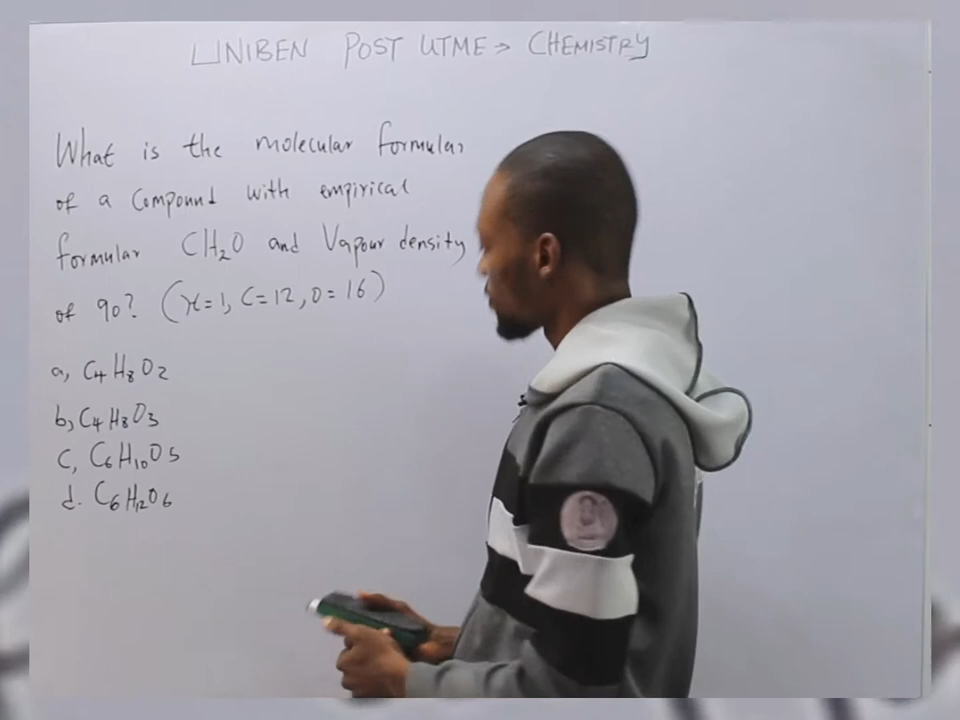 UNIBEN POST UTME → CHEMISTRY
What is the molecular formular
of a compound with empirical
formular CH₂O and Vapour density
of 90? (H=1, C=12, O=16)
a, C₄H₈O₂
b, C₄H₈O₃
c, C₆H₁₀O₅
d. C₆H₁₂O₆